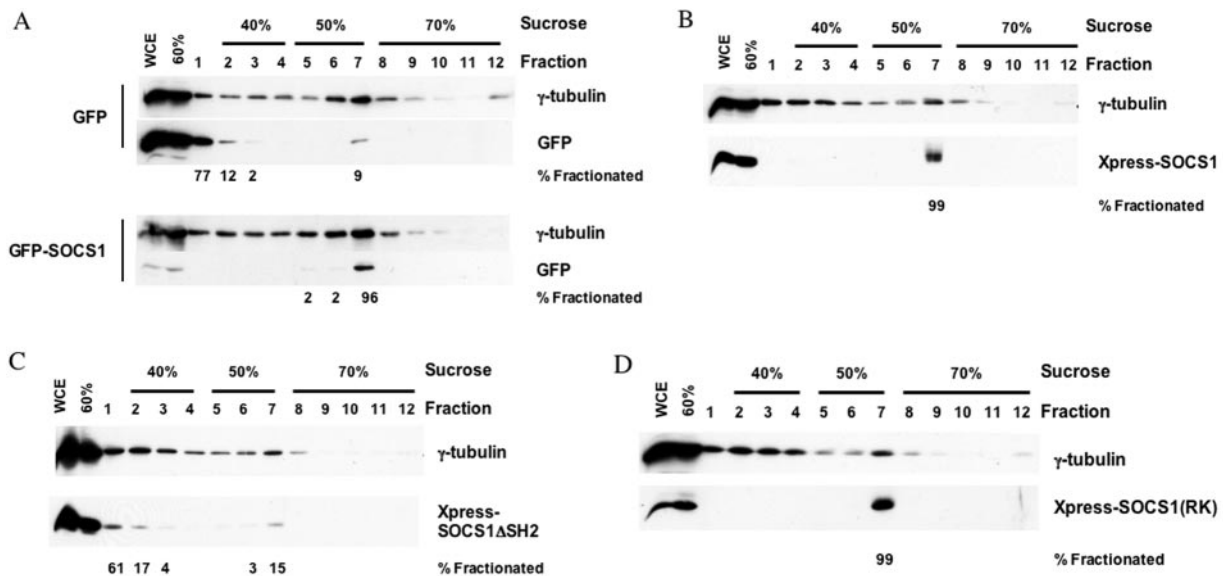 A
40% 50% 70% Sucrose
WCE 60% 1 2 3 4 5 6 7 8 9 10 11 12 Fraction
GFP
γ-tubulin
GFP
77 12 2 9 % Fractionated
GFP-SOCS1
γ-tubulin
GFP
2 2 96 % Fractionated
B
40% 50% 70% Sucrose
WCE 60% 1 2 3 4 5 6 7 8 9 10 11 12 Fraction
γ-tubulin
Xpress-SOCS1
99 % Fractionated
C
40% 50% 70% Sucrose
WCE 60% 1 2 3 4 5 6 7 8 9 10 11 12 Fraction
γ-tubulin
Xpress-
SOCS1ΔSH2
61 17 4 3 15 % Fractionated
D
40% 50% 70% Sucrose
WCE 60% 1 2 3 4 5 6 7 8 9 10 11 12 Fraction
γ-tubulin
Xpress-SOCS1(RK)
99 % Fractionated